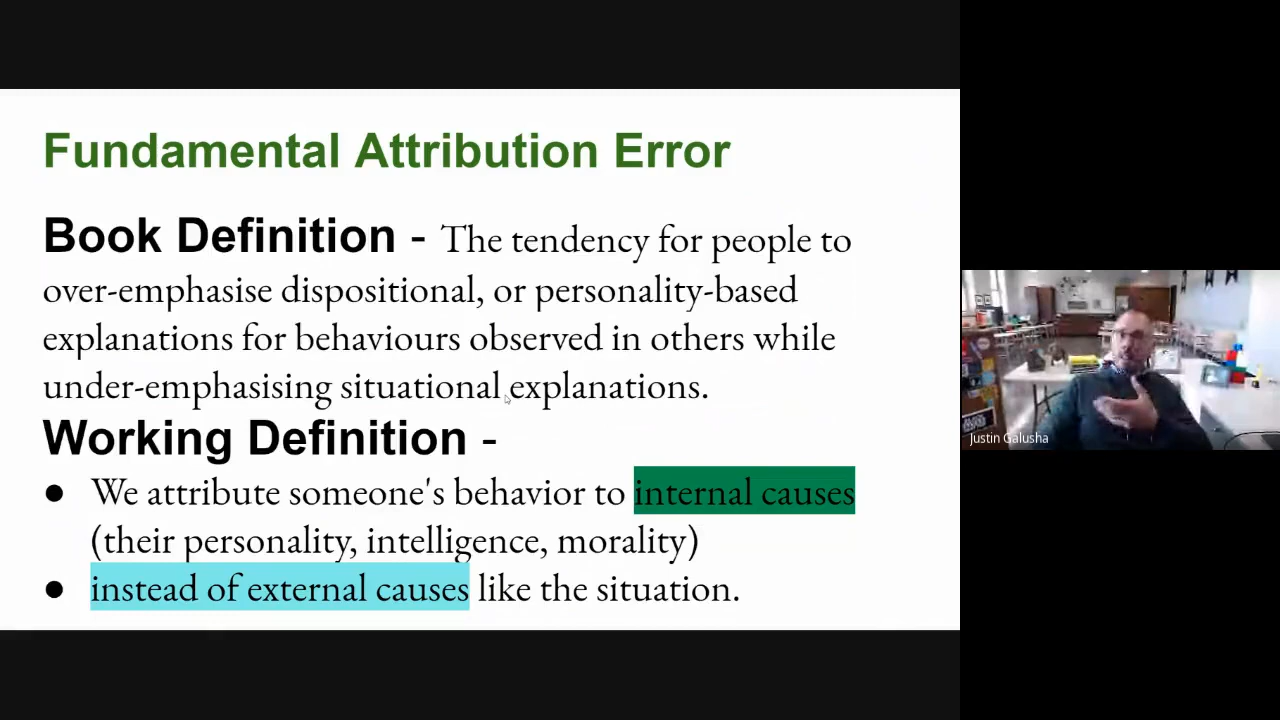 Fundamental Attribution Error
Book Definition - The tendency for people to
over-emphasise dispositional, or personality-based
explanations for behaviours observed in others while
under-emphasising situational explanations.
Working Definition -
● We attribute someone's behavior to internal causes
(their personality, intelligence, morality)
● instead of external causes like the situation.
Justin Galusha